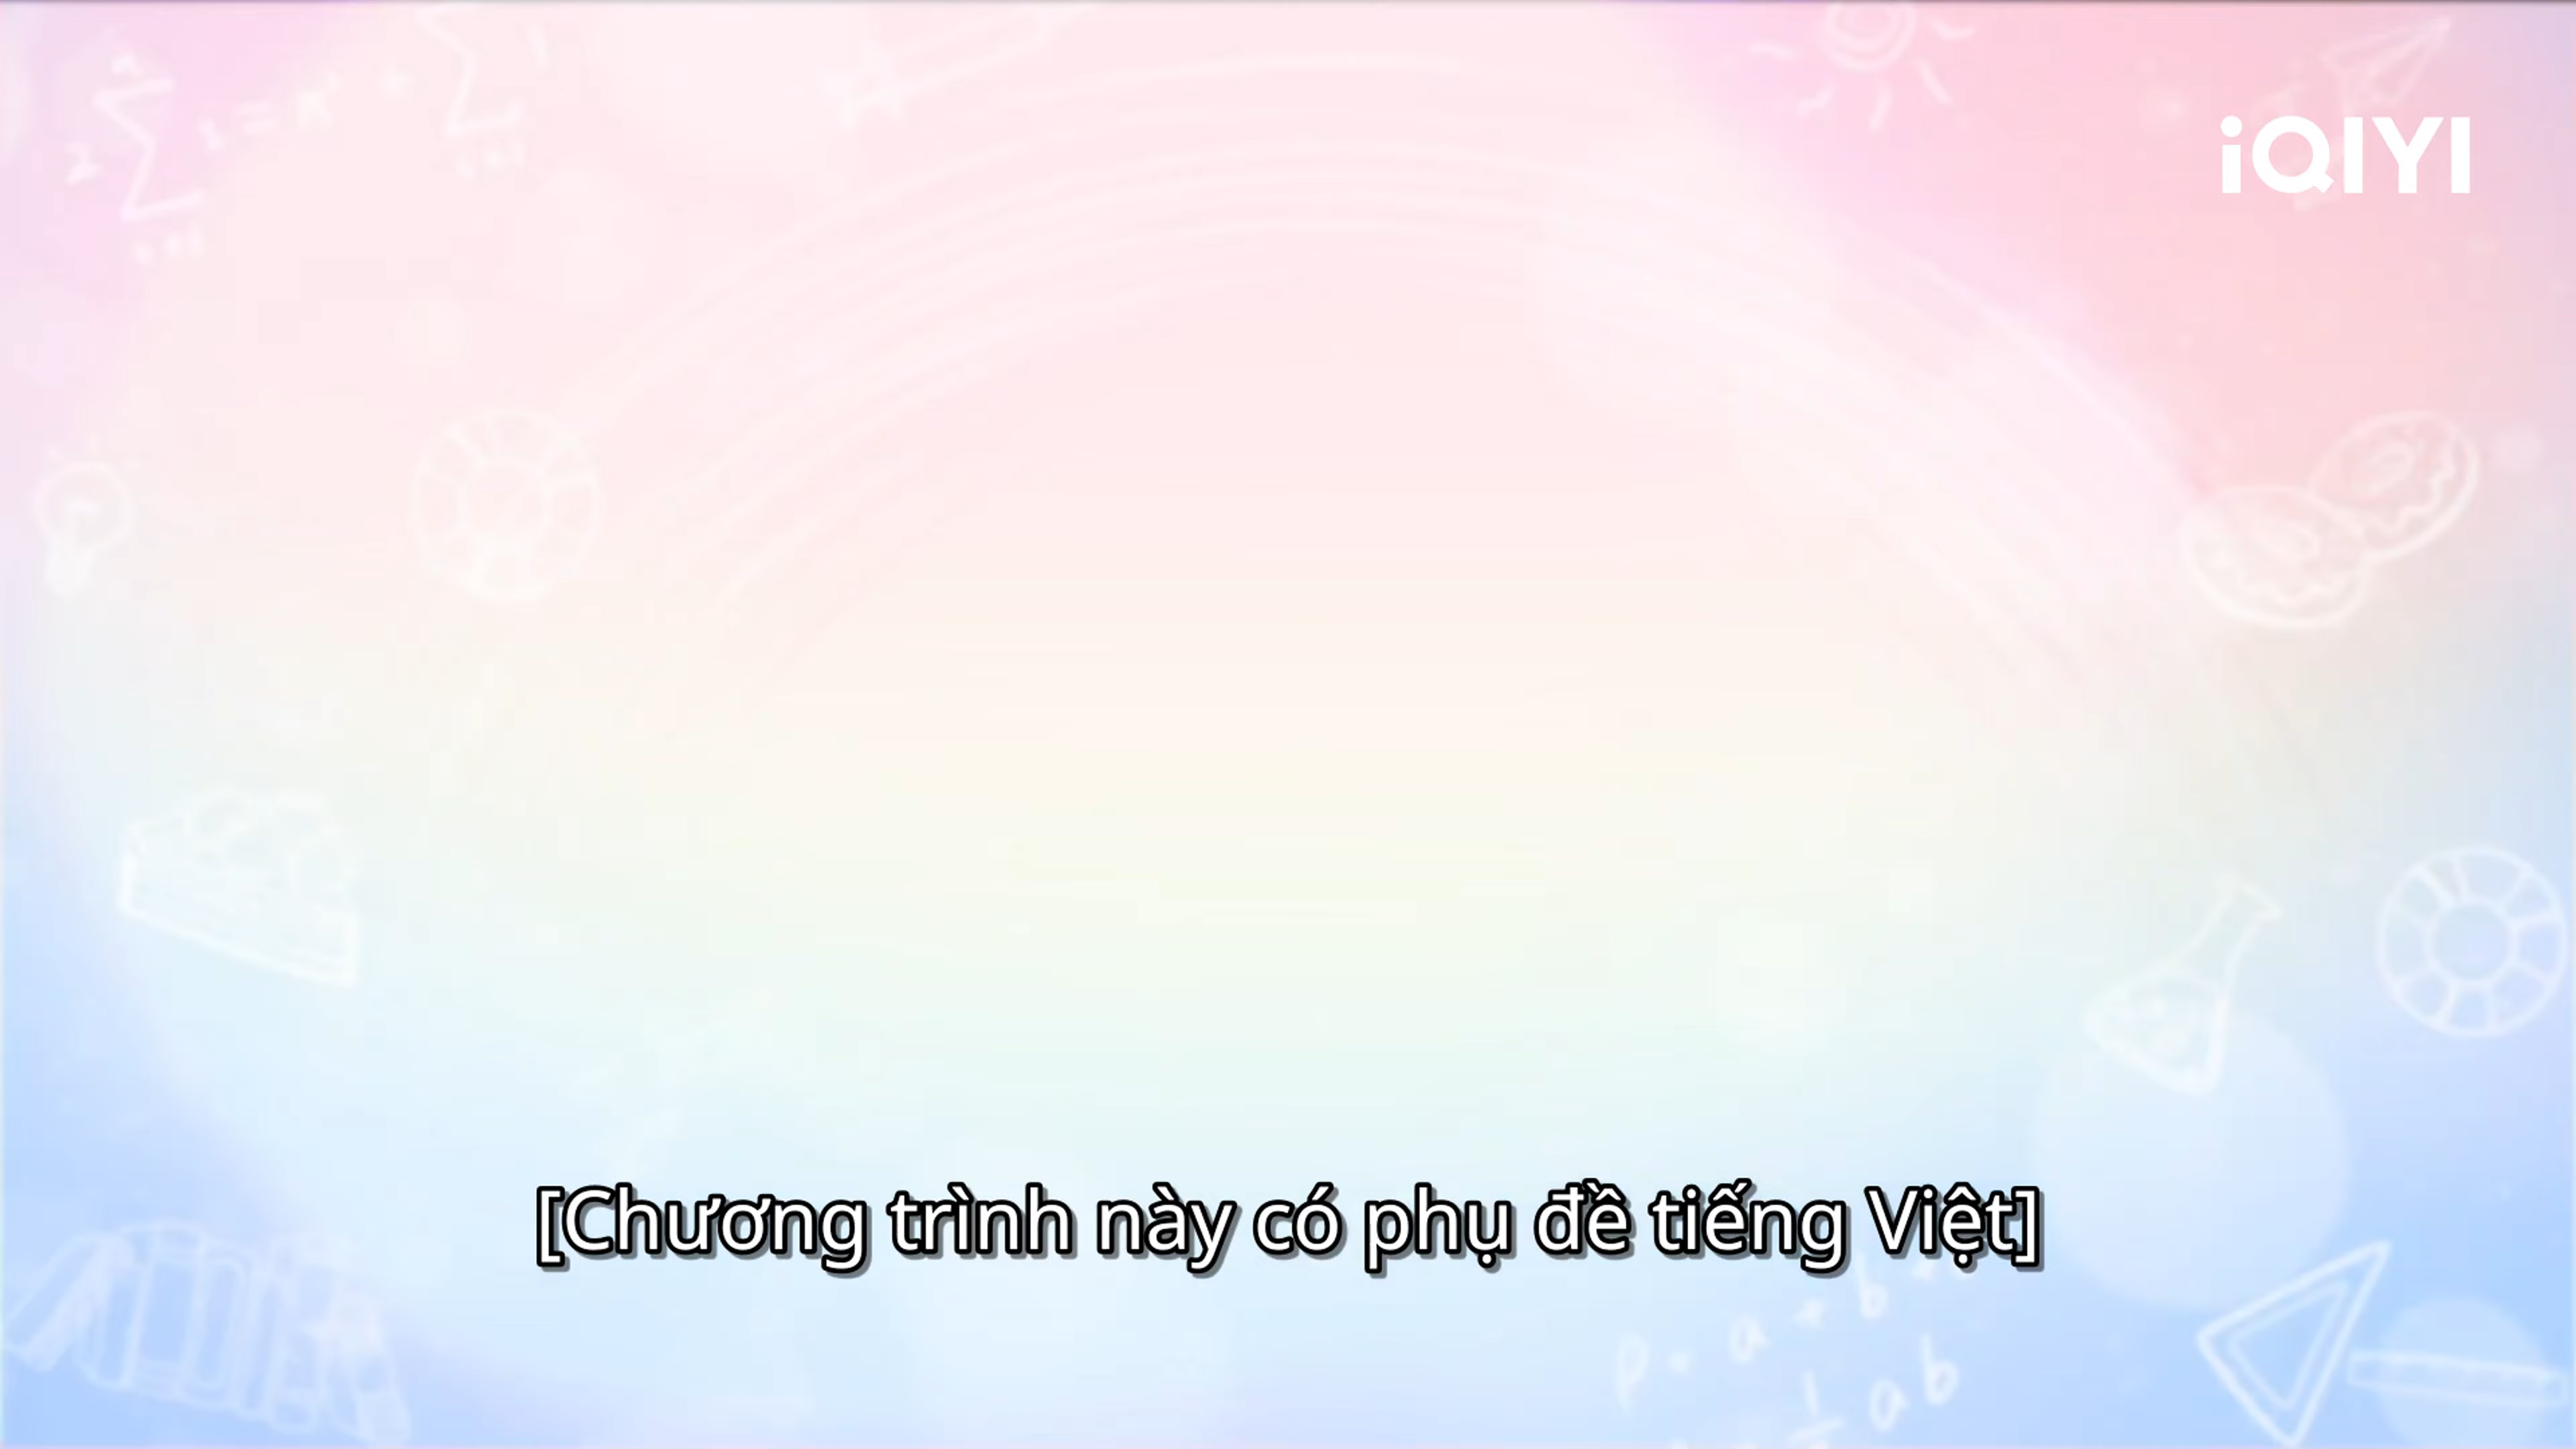 iQIYI
[Chương trình này có phụ đề tiếng Việt]